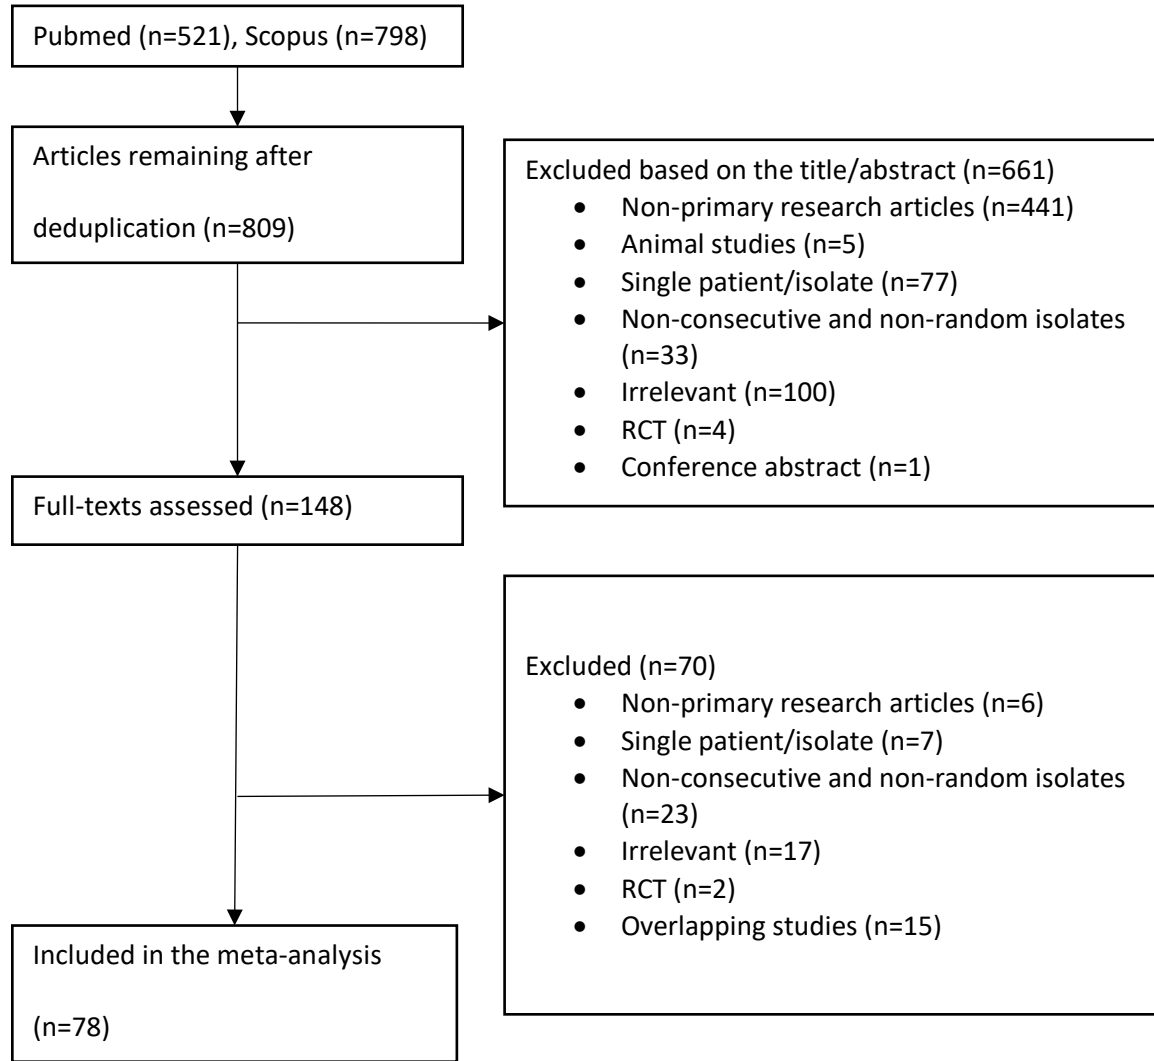 Pubmed (n=521), Scopus (n=798)
Articles remaining after
deduplication (n=809)
Excluded based on the title/abstract (n=661)
• Non-primary research articles (n=441)
• Animal studies (n=5)
• Single patient/isolate (n=77)
• Non-consecutive and non-random isolates
(n=33)
• Irrelevant (n=100)
• RCT (n=4)
• Conference abstract (n=1)
Full-texts assessed (n=148)
Excluded (n=70)
• Non-primary research articles (n=6)
• Single patient/isolate (n=7)
• Non-consecutive and non-random isolates
(n=23)
• Irrelevant (n=17)
• RCT (n=2)
• Overlapping studies (n=15)
Included in the meta-analysis
(n=78)